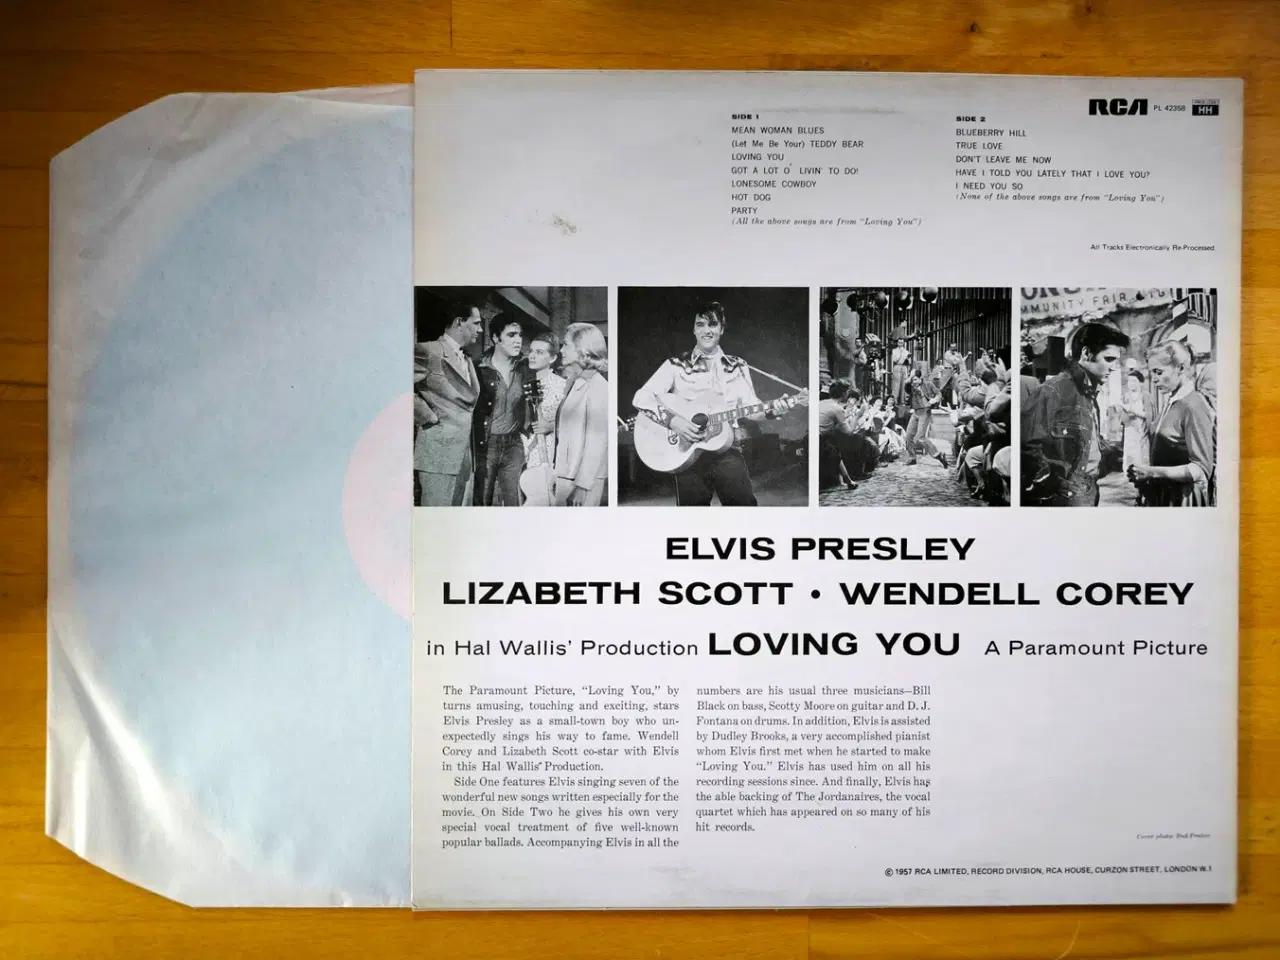 RCA PL 42358 HH
SIDE 1
MEAN WOMAN BLUES
(Let Me Be Your) TEDDY BEAR
LOVING YOU
GOT A LOT O' LIVIN' TO DO!
LONESOME COWBOY
HOT DOG
PARTY
(All the above songs are from "Loving You")
SIDE 2
BLUEBERRY HILL
TRUE LOVE
DON'T LEAVE ME NOW
HAVE I TOLD YOU LATELY THAT I LOVE YOU?
I NEED YOU SO
(None of the above songs are from "Loving You")
All Tracks Electronically Re-Processed
MUNITY FAIR
ELVIS PRESLEY
LIZABETH SCOTT • WENDELL COREY
in Hal Wallis' Production LOVING YOU A Paramount Picture
The Paramount Picture, "Loving You," by
turns amusing, touching and exciting, stars
Elvis Presley as a small-town boy who un-
expectedly sings his way to fame. Wendell
Corey and Lizabeth Scott co-star with Elvis
in this Hal Wallis' Production.
Side One features Elvis singing seven of the
wonderful new songs written especially for the
movie. On Side Two he gives his own very
special vocal treatment of five well-known
popular ballads. Accompanying Elvis in all the
numbers are his usual three musicians—Bill
Black on bass, Scotty Moore on guitar and D. J.
Fontana on drums. In addition, Elvis is assisted
by Dudley Brooks, a very accomplished pianist
whom Elvis first met when he started to make
"Loving You." Elvis has used him on all his
recording sessions since. And finally, Elvis has
the able backing of The Jordanaires, the vocal
quartet which has appeared on so many of his
hit records.
Cover photo:
© 1957 RCA LIMITED, RECORD DIVISION, RCA HOUSE, CURZON STREET, LONDON W.1